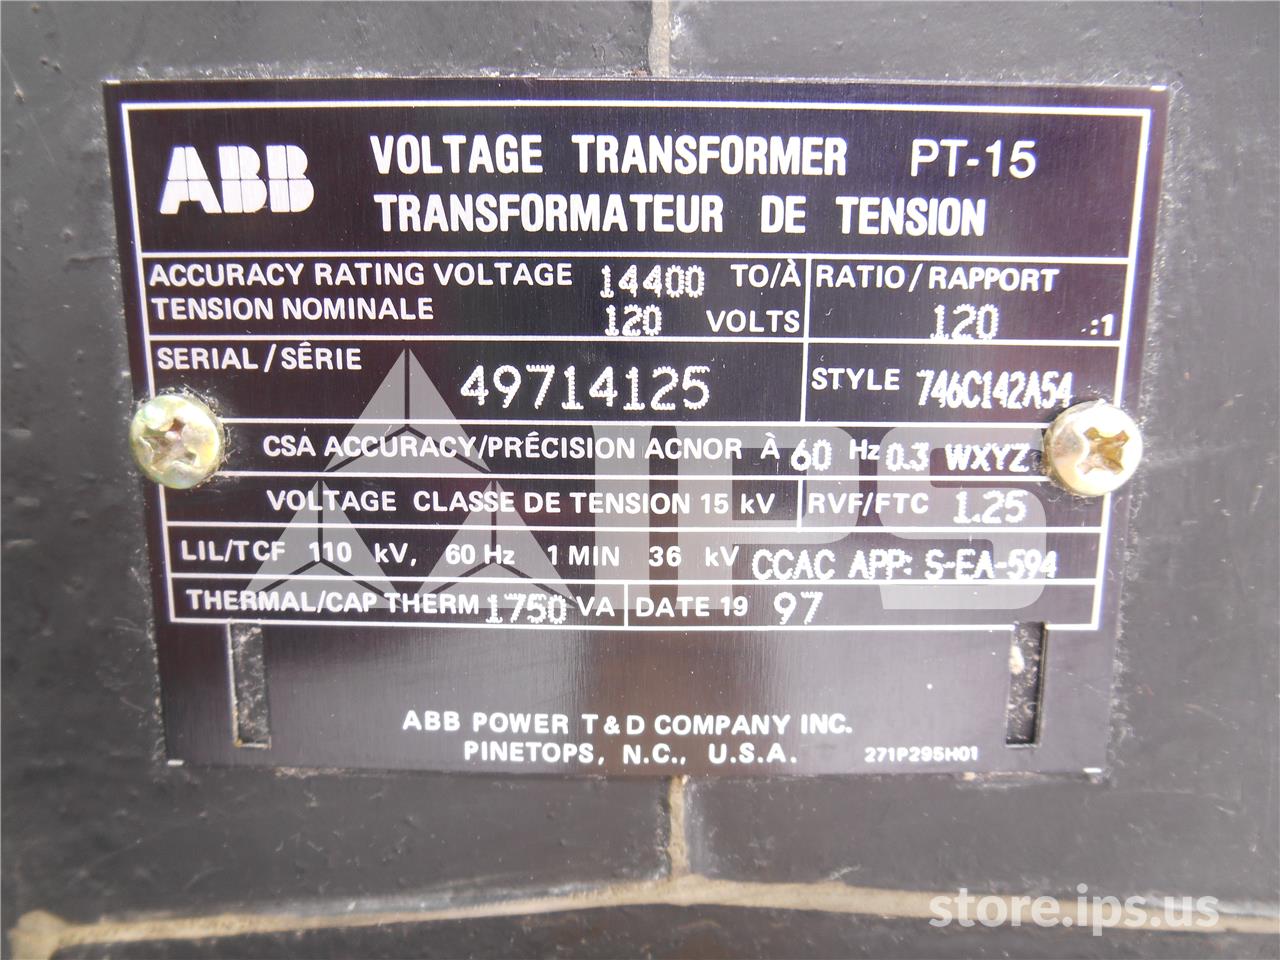 ABB VOLTAGE TRANSFORMER PT-15
TRANSFORMATEUR DE TENSION
ACCURACY RATING VOLTAGE 14400 TO/À
TENSION NOMINALE 120 VOLTS
RATIO/RAPPORT
120 :1
SERIAL/SÉRIE 49714125
STYLE 746C142A54
CSA ACCURACY/PRÉCISION ACNOR À 60 Hz 0.3 WXYZ
VOLTAGE CLASSE DE TENSION 15 kV RVF/FTC 1.25
LIL/TCF 110 kV, 60 Hz 1 MIN 36 kV CCAC APP: S-EA-594
THERMAL/CAP THERM 1750 VA DATE 19 97
ABB POWER T & D COMPANY INC.
PINETOPS, N.C., U.S.A. 271P295H01
IPS
store.ips.us